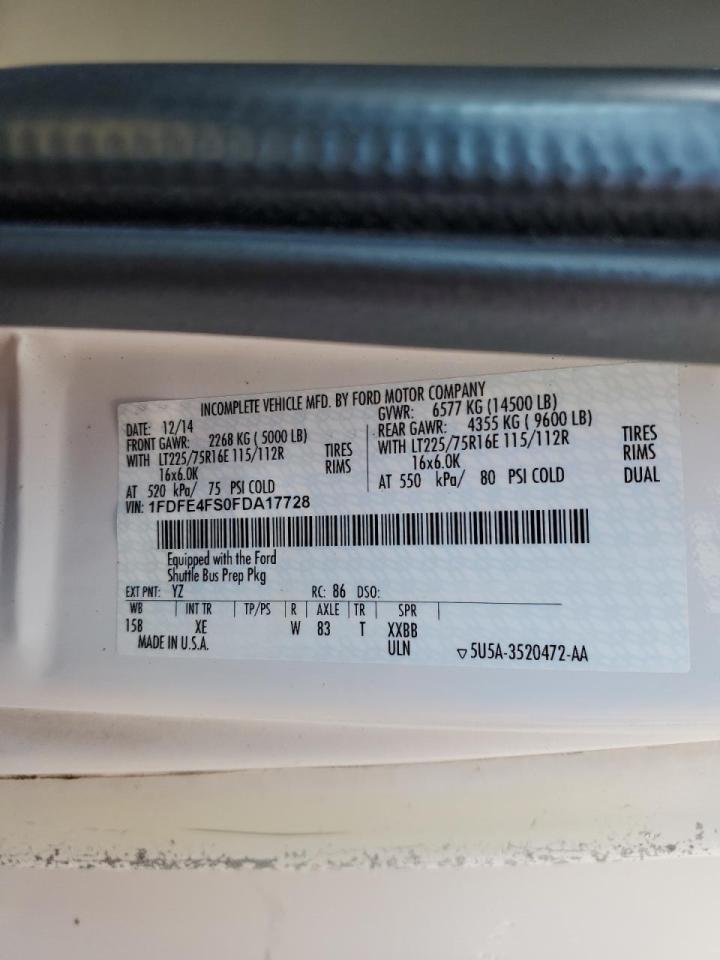 INCOMPLETE VEHICLE MFD. BY FORD MOTOR COMPANY
DATE: 12/14 GVWR: 6577 KG (14500 LB)
FRONT GAWR: 2268 KG ( 5000 LB) REAR GAWR: 4355 KG ( 9600 LB)
WITH LT225/75R16E 115/112R TIRES WITH LT225/75R16E 115/112R TIRES
16x6.0K RIMS 16x6.0K RIMS
AT 520 kPa/ 75 PSI COLD AT 550 kPa/ 80 PSI COLD DUAL
VIN: 1FDFE4FS0FDA17728
Equipped with the Ford
Shuttle Bus Prep Pkg
EXT PNT: YZ RC: 86 DSO:
WB INT TR TP/PS R AXLE TR SPR
158 XE W 83 T XXBB
MADE IN U.S.A. ULN ▽5U5A-3520472-AA